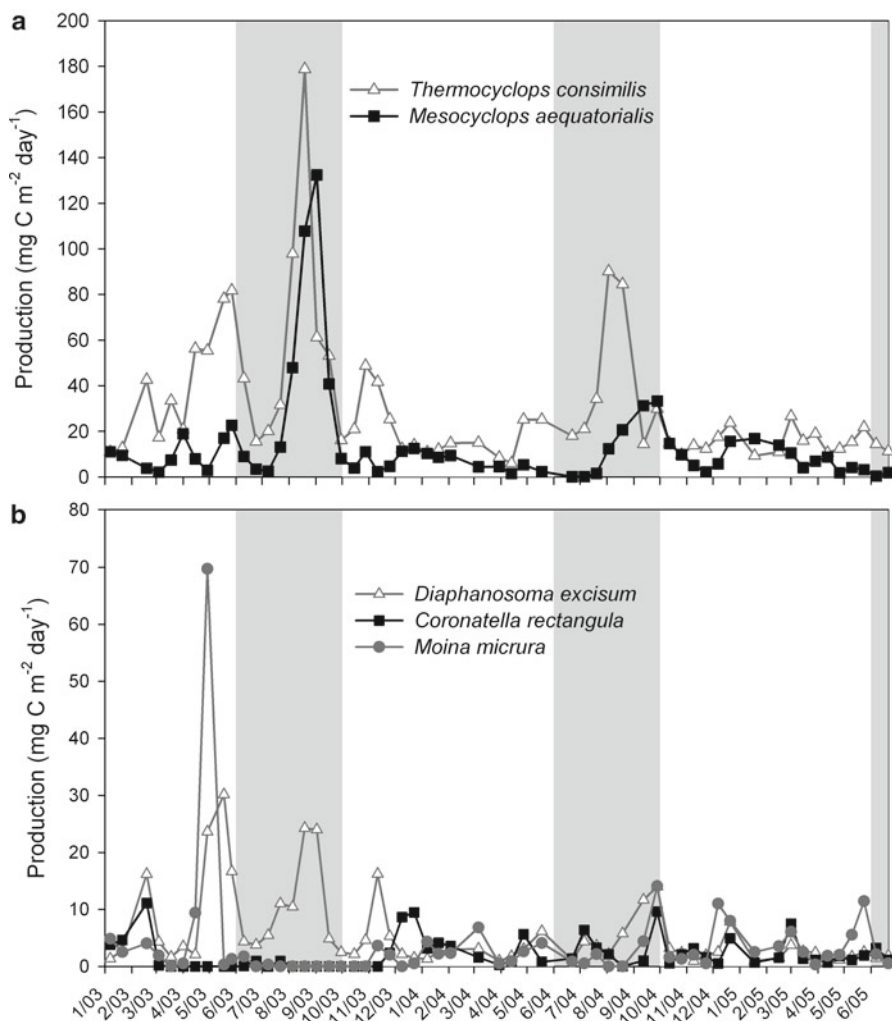 a
200
180
160
140
120
100
80
60
40
20
0
Production (mg C m-2 day-1)
Thermocyclops consimilis
Mesocyclops aequatorialis
b
80
70
60
50
40
30
20
10
0
Production (mg C m-2 day-1)
Diaphanosoma excisum
Coronatella rectangula
Moina micrura
1/03 2/03 3/03 4/03 5/03 6/03 7/03 8/03 9/03 10/03 11/03 12/03 1/04 2/04 3/04 4/04 5/04 6/04 7/04 8/04 9/04 10/04 11/04 12/04 1/05 2/05 3/05 4/05 5/05 6/05